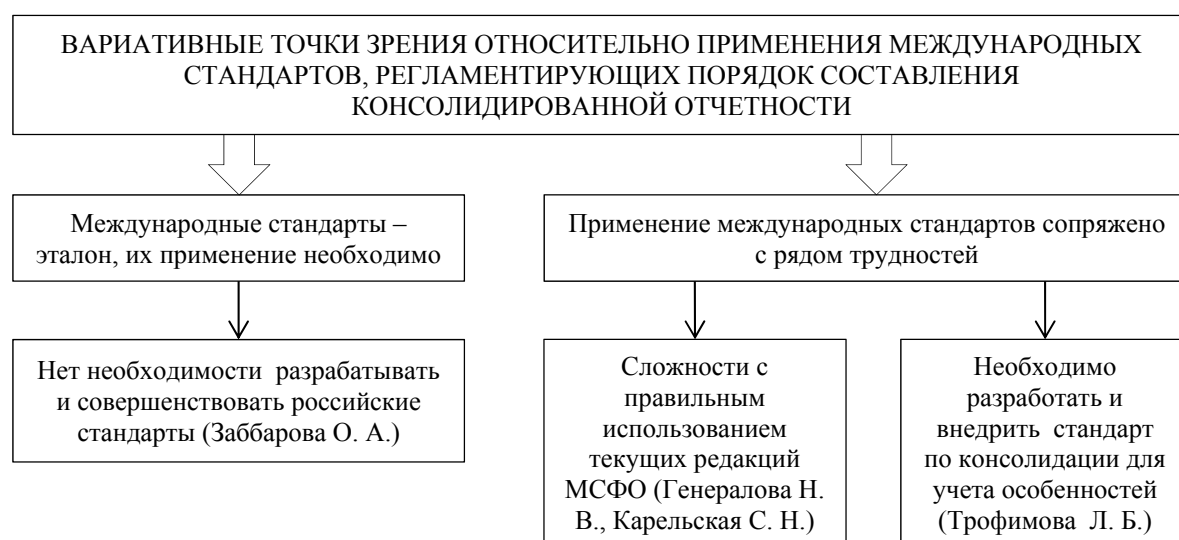 ВАРИАТИВНЫЕ ТОЧКИ ЗРЕНИЯ ОТНОСИТЕЛЬНО ПРИМЕНЕНИЯ МЕЖДУНАРОДНЫХ
СТАНДАРТОВ, РЕГЛАМЕНТИРУЮЩИХ ПОРЯДОК СОСТАВЛЕНИЯ
КОНСОЛИДИРОВАННОЙ ОТЧЕТНОСТИ
Международные стандарты –
эталон, их применение необходимо
Применение международных стандартов сопряжено
с рядом трудностей
Нет необходимости разрабатывать
и совершенствовать российские
стандарты (Заббарова О. А.)
Сложности с
правильным
использованием
текущих редакций
МСФО (Генералова Н.
В., Карельская С. Н.)
Необходимо
разработать и
внедрить стандарт
по консолидации для
учета особенностей
(Трофимова Л. Б.)